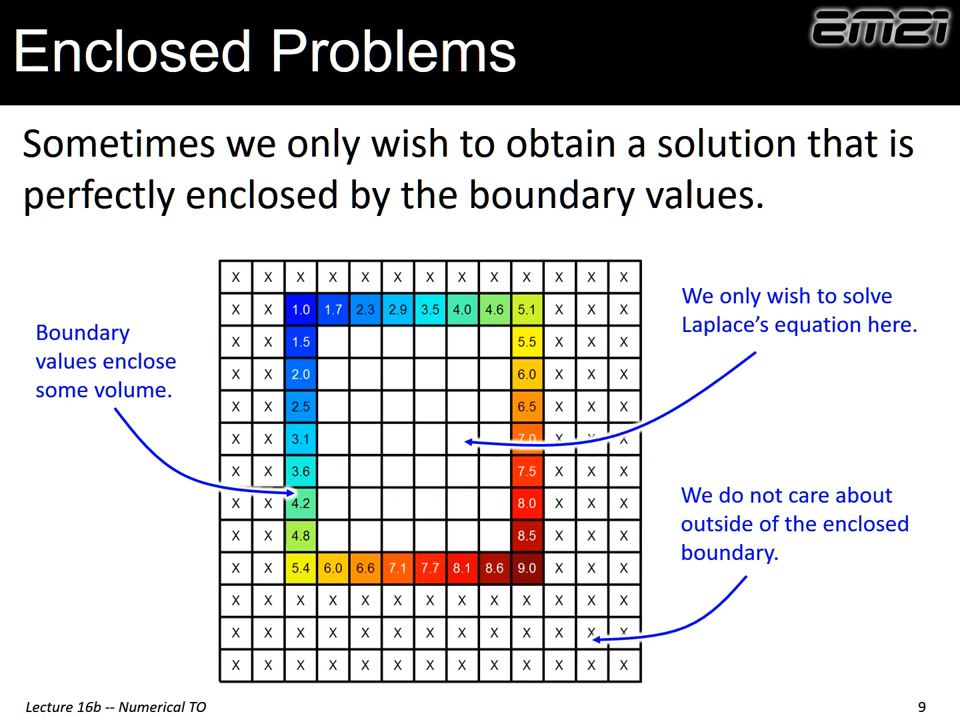 Enclosed Problems
EM21
Sometimes we only wish to obtain a solution that is
perfectly enclosed by the boundary values.
Boundary
values enclose
some volume.
X X X X X X X X X X X X X
X X 1.0 1.7 2.3 2.9 3.5 4.0 4.6 5.1 X X X
X X 1.5 5.5 X X X
X X 2.0 6.0 X X X
X X 2.5 6.5 X X X
X X 3.1 7.0 X X X
X X 3.6 7.5 X X X
X X 4.2 8.0 X X X
X X 4.8 8.5 X X X
X X 5.4 6.0 6.6 7.1 7.7 8.1 8.6 9.0 X X X
X X X X X X X X X X X X X
X X X X X X X X X X X X X
X X X X X X X X X X X X X
We only wish to solve
Laplace’s equation here.
We do not care about
outside of the enclosed
boundary.
Lecture 16b -- Numerical TO
9